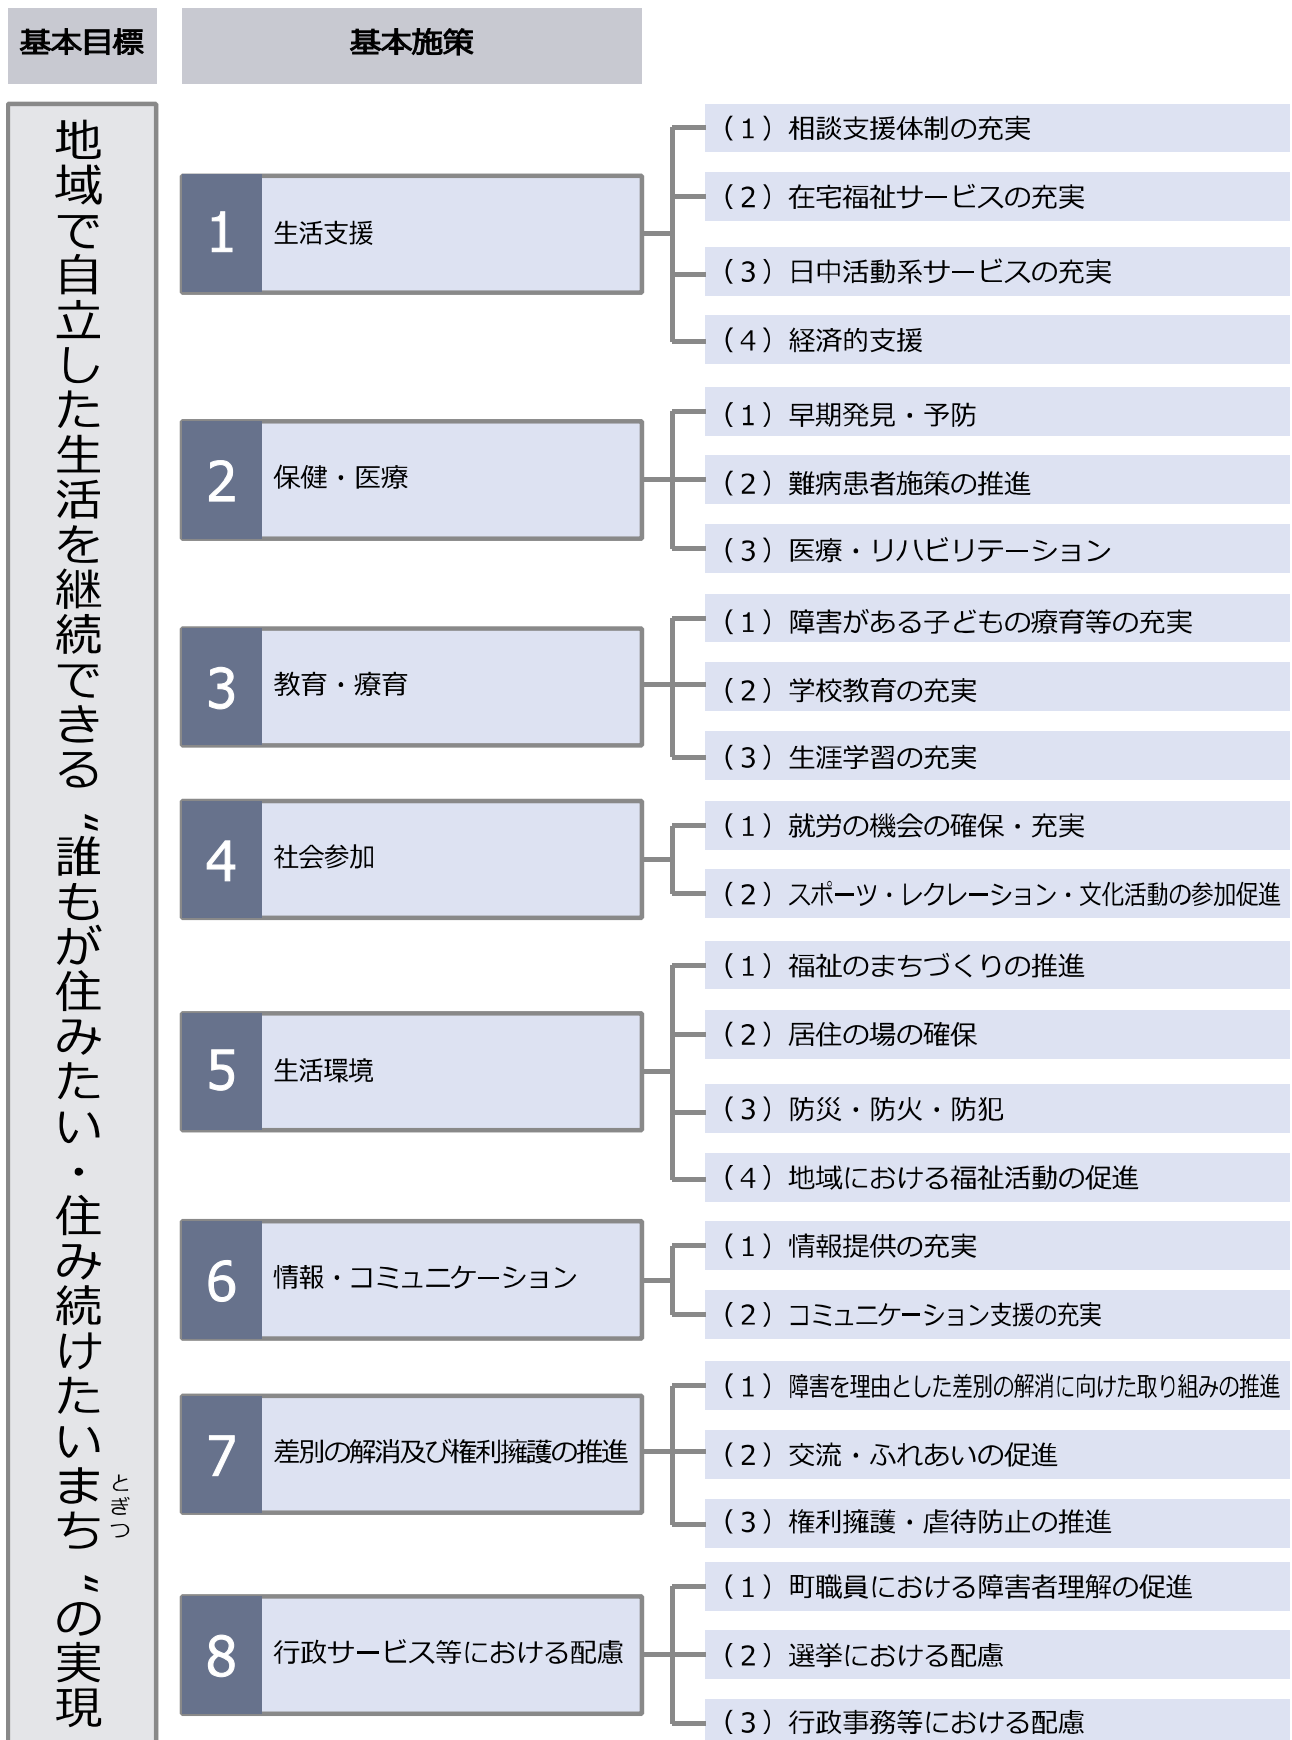 基本目標
基本施策
地域で自立した生活を継続できる〝誰もが住みたい・住み続けたいまち〟の実現
とぎつ
1
生活支援
（1）相談支援体制の充実
（2）在宅福祉サービスの充実
（3）日中活動系サービスの充実
（4）経済的支援
2
保健・医療
（1）早期発見・予防
（2）難病患者施策の推進
（3）医療・リハビリテーション
3
教育・療育
（1）障害がある子どもの療育等の充実
（2）学校教育の充実
（3）生涯学習の充実
4
社会参加
（1）就労の機会の確保・充実
（2）スポーツ・レクレーション・文化活動の参加促進
5
生活環境
（1）福祉のまちづくりの推進
（2）居住の場の確保
（3）防災・防火・防犯
（4）地域における福祉活動の促進
6
情報・コミュニケーション
（1）情報提供の充実
（2）コミュニケーション支援の充実
7
差別の解消及び権利擁護の推進
（1）障害を理由とした差別の解消に向けた取り組みの推進
（2）交流・ふれあいの促進
（3）権利擁護・虐待防止の推進
8
行政サービス等における配慮
（1）町職員における障害者理解の促進
（2）選挙における配慮
（3）行政事務等における配慮